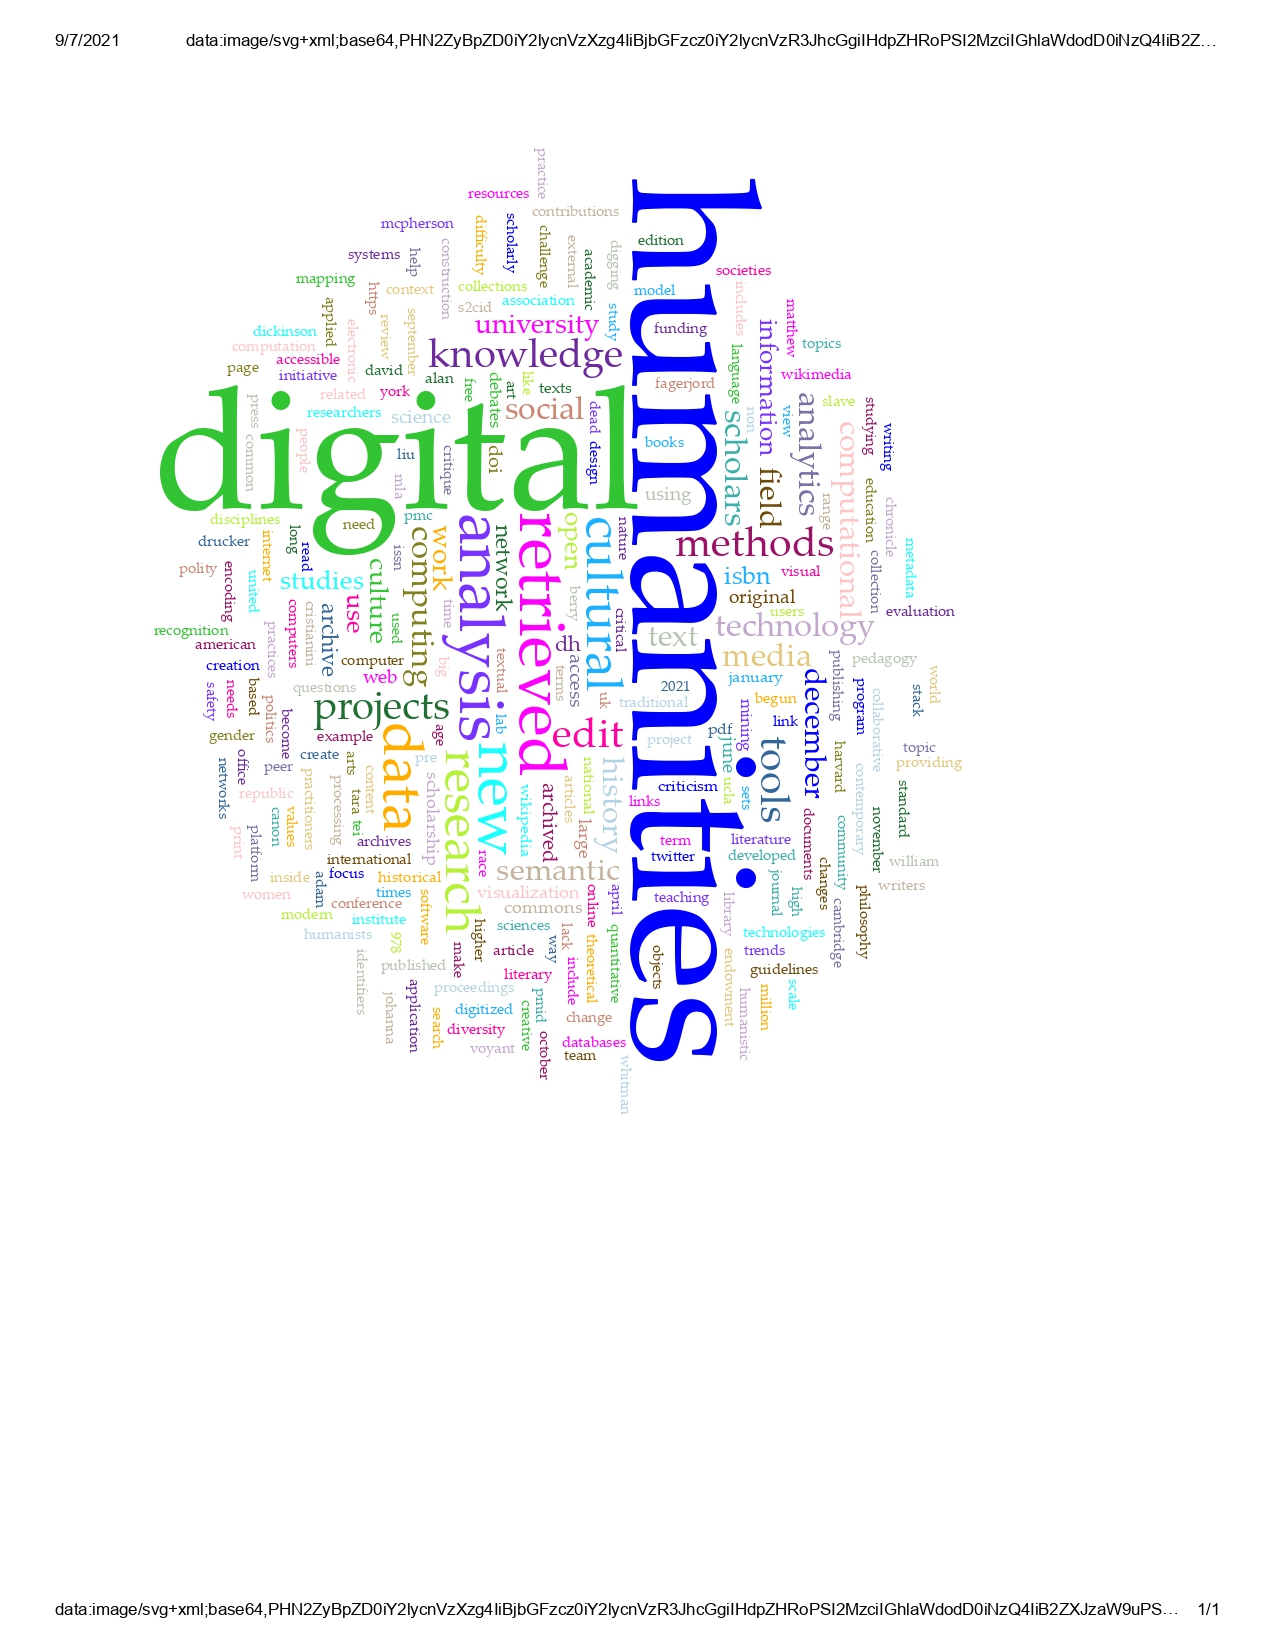 9/7/2021
data:image/svg+xml;base64,PHN2ZyBpZD0iY2lycnVzXzg4IiBjbGFzcz0iY2lycnVzR3JhcGgiIHdpZHRoPSI2MzciIGhlaWdodD0iNzQ4IiB2Z…
practice
resources
contributions
mcpherson
difficulty
scholarly
challenge
external
academic
digging
edition
systems
help
construction
societies
mapping
https
context
collections
s2cid
association
study
model
includes
matthew
applied
electronic
review
september
university
funding
information
topics
dickinson
computation
accessible
initiative
page
david
alan
knowledge
language
wikimedia
fagerjord
related
york
free
debates
art
like
texts
social
dead
design
press
common
researchers
science
people
digital
humanities
liu
mla
critique
doi
books
scholars
non
view
analytics
slave
computational
studying
writing
using
field
range
education
chronicle
disciplines
need
pmc
drucker
internet
long
read
issn
computing
work
analysis
network
retrieved
open
cultural
nature
methods
collection
metadata
polity
encoding
united
studies
culture
isbn
visual
original
users
evaluation
recognition
american
practices
computers
cristianini
archive
use
used
time
berry
critical
text
technology
creation
computer
big
textual
dh
access
terms
media
publishing
pedagogy
safety
needs
based
politics
questions
web
uk
2021
traditional
january
begun
december
program
collaborative
stack
world
gender
become
projects
example
age
lab
edit
project
pdf
june
mining
link
tools
harvard
contemporary
topic
providing
networks
office
peer
create
arts
data
pre
new
national
history
criticism
ucla
sets
standard
republic
canon
values
practitioners
processing
tara
tei
content
scholarship
research
wikipedia
archived
articles
large
links
documents
community
november
print
platform
archives
international
race
semantic
term
twitter
literature
developed
changes
william
inside
adam
focus
historical
women
conference
times
software
visualization
commons
online
april
teaching
library
journal
high
cambridge
philosophy
writers
modern
institute
humanists
978
higher
sciences
way
lack
theoretical
quantitative
technologies
trends
guidelines
identifiers
published
make
article
literary
include
objects
endowment
humanistic
million
scale
johanna
application
proceedings
digitized
search
diversity
voyant
creative
pmid
october
change
databases
team
whitman
data:image/svg+xml;base64,PHN2ZyBpZD0iY2lycnVzXzg4IiBjbGFzcz0iY2lycnVzR3JhcGgiIHdpZHRoPSI2MzciIGhlaWdodD0iNzQ4IiB2ZXJzaW9uPS…
1/1